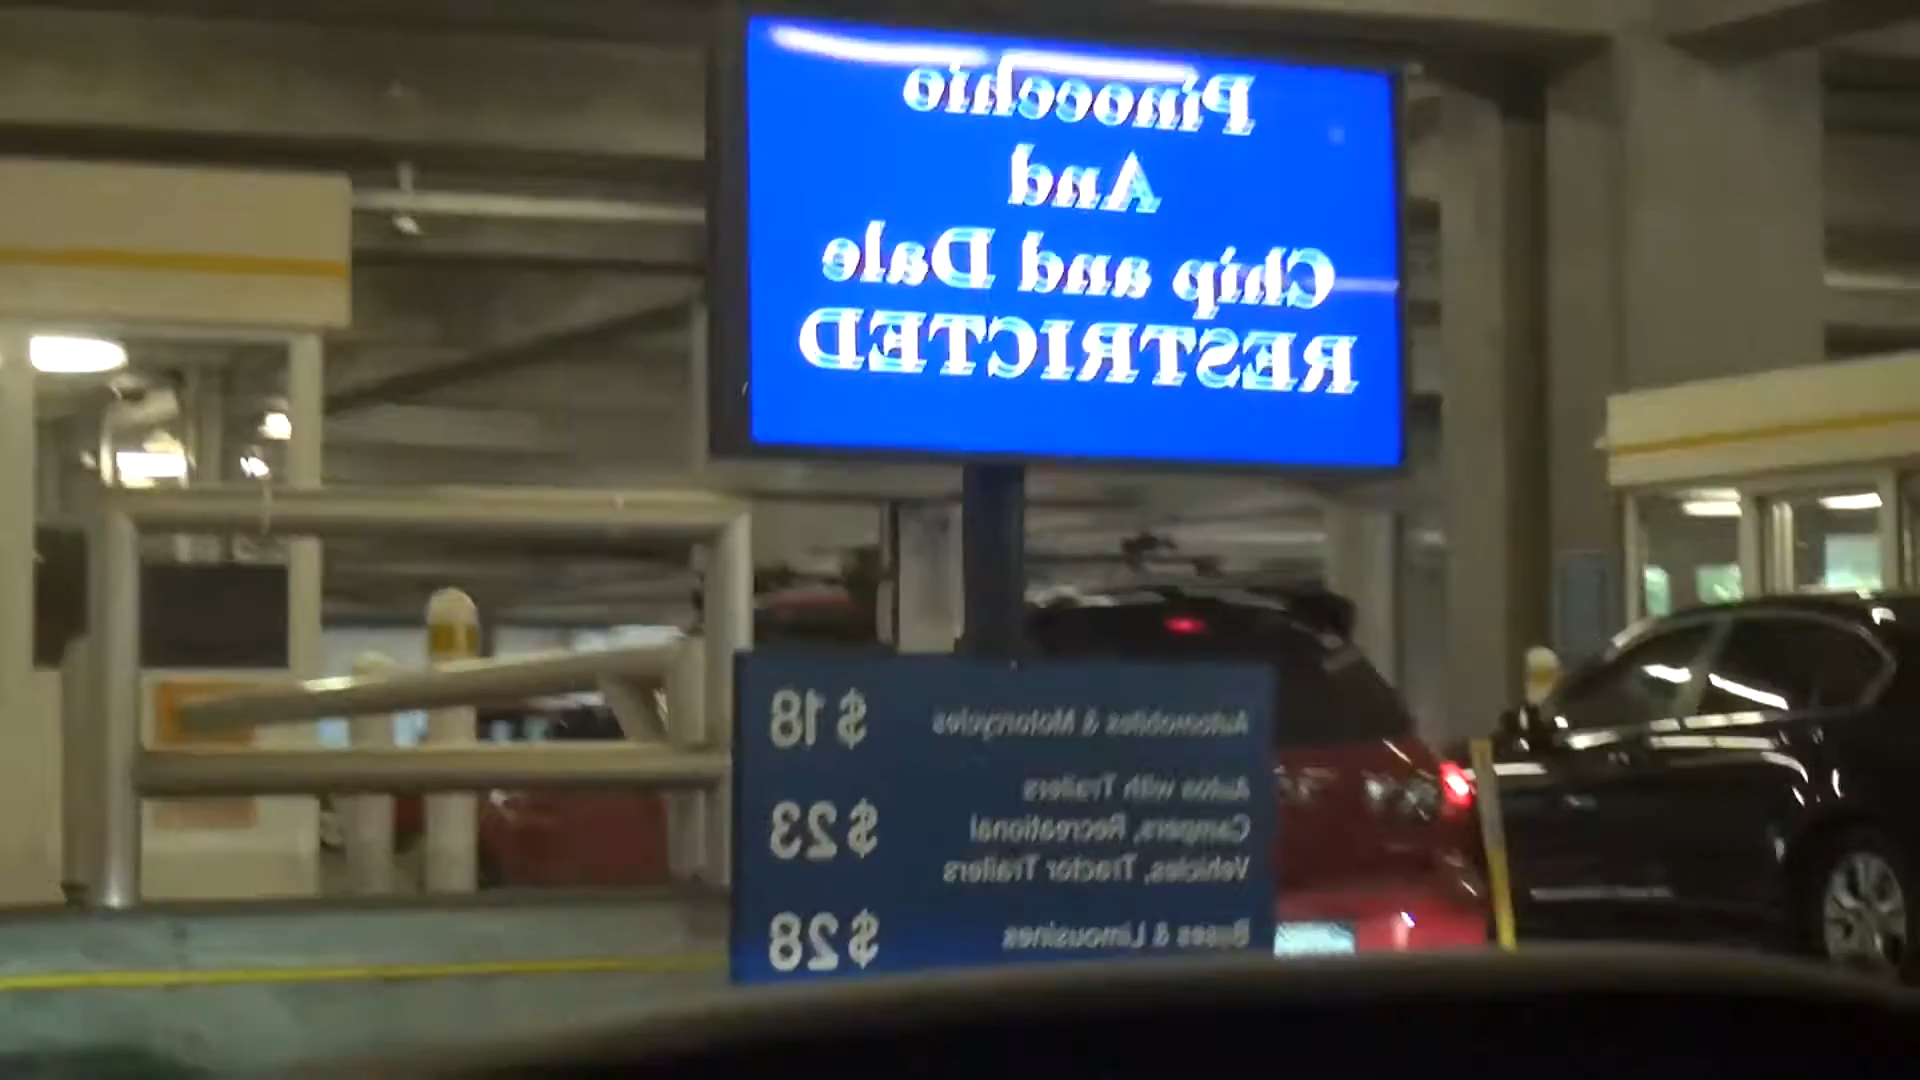 Pinocchio
And
Chip and Dale
RESTRICTED
Automobiles & Motorcycles $18
Autos with Trailers
Campers, Recreational $23
Vehicles, Tractor Trailers
Buses & Limousines $28